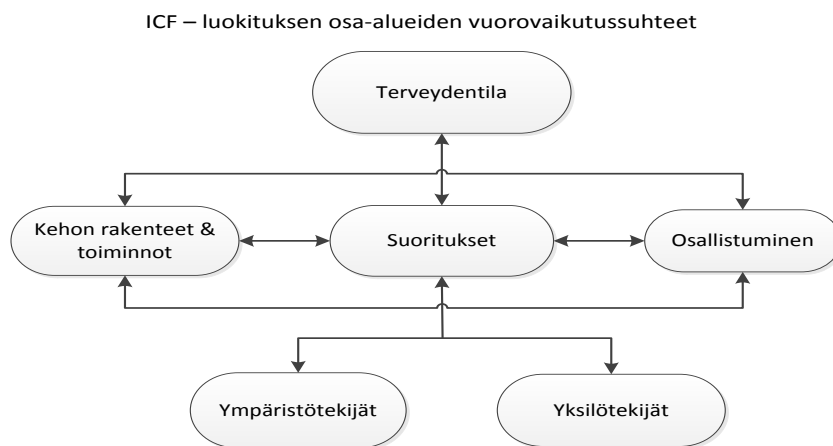 ICF – luokituksen osa-alueiden vuorovaikutussuhteet
Terveydentila
Kehon rakenteet &
toiminnot
Suoritukset
Osallistuminen
Ympäristötekijät
Yksilötekijät